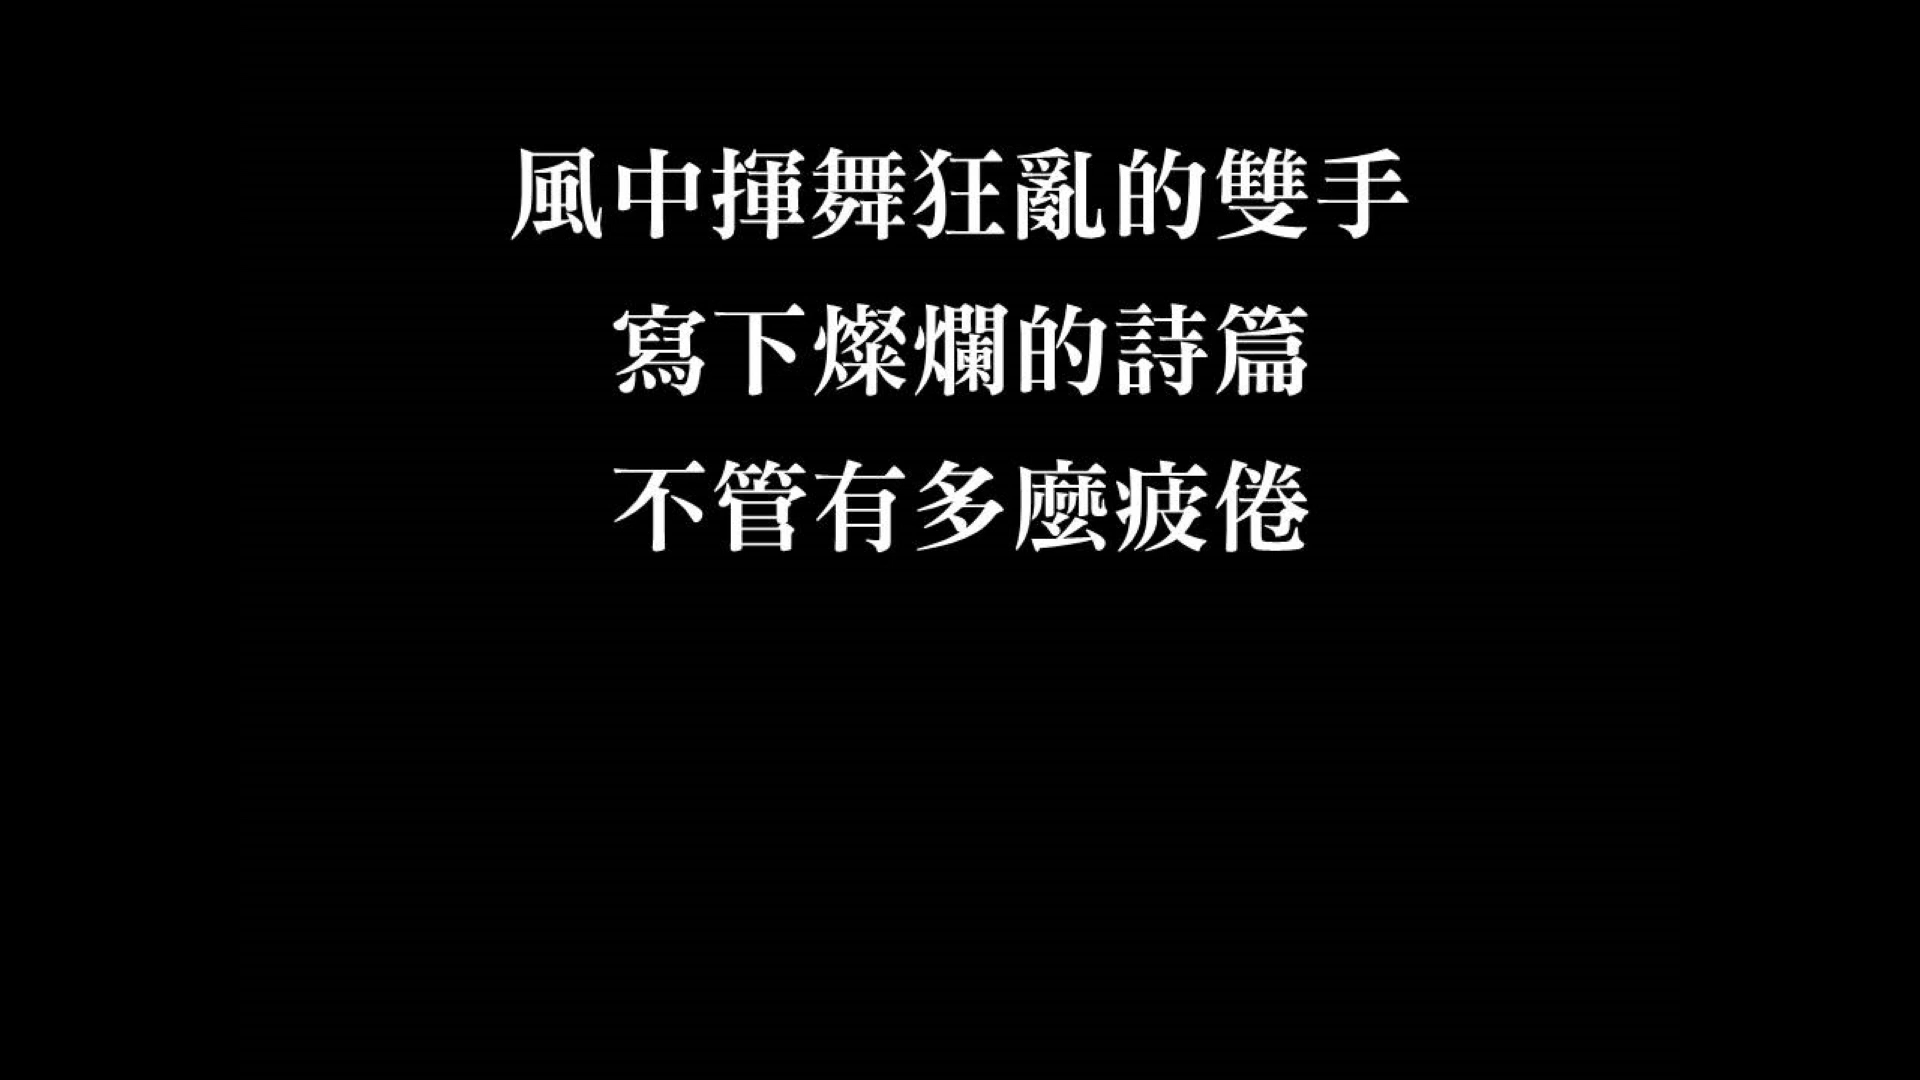 風中揮舞狂亂的雙手
寫下燦爛的詩篇
不管有多麼疲倦